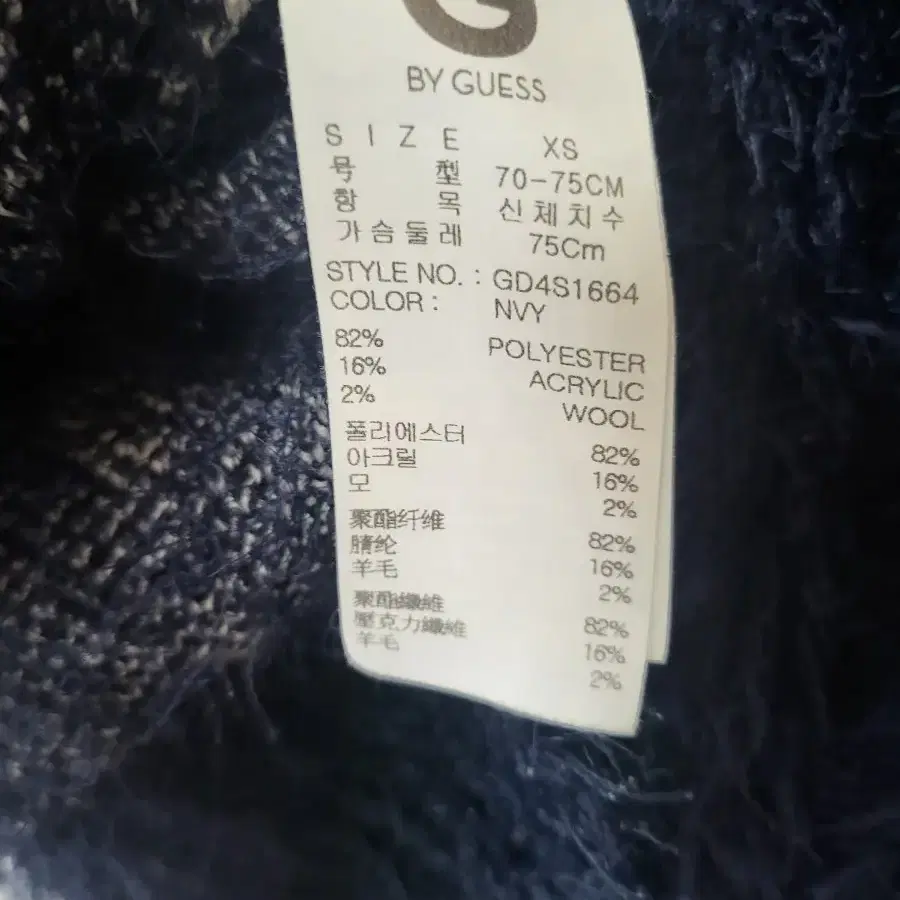 G
BY GUESS
SIZE XS
号型 70-75CM
항목 신체치수
가슴둘레 75Cm
STYLE NO. : GD4S1664
COLOR : NVY
82% POLYESTER
16% ACRYLIC
2% WOOL
폴리에스터 82%
아크릴 16%
모 2%
聚酯纤维 82%
腈纶 16%
羊毛 2%
聚酯纖維 82%
壓克力纖維 16%
羊毛 2%